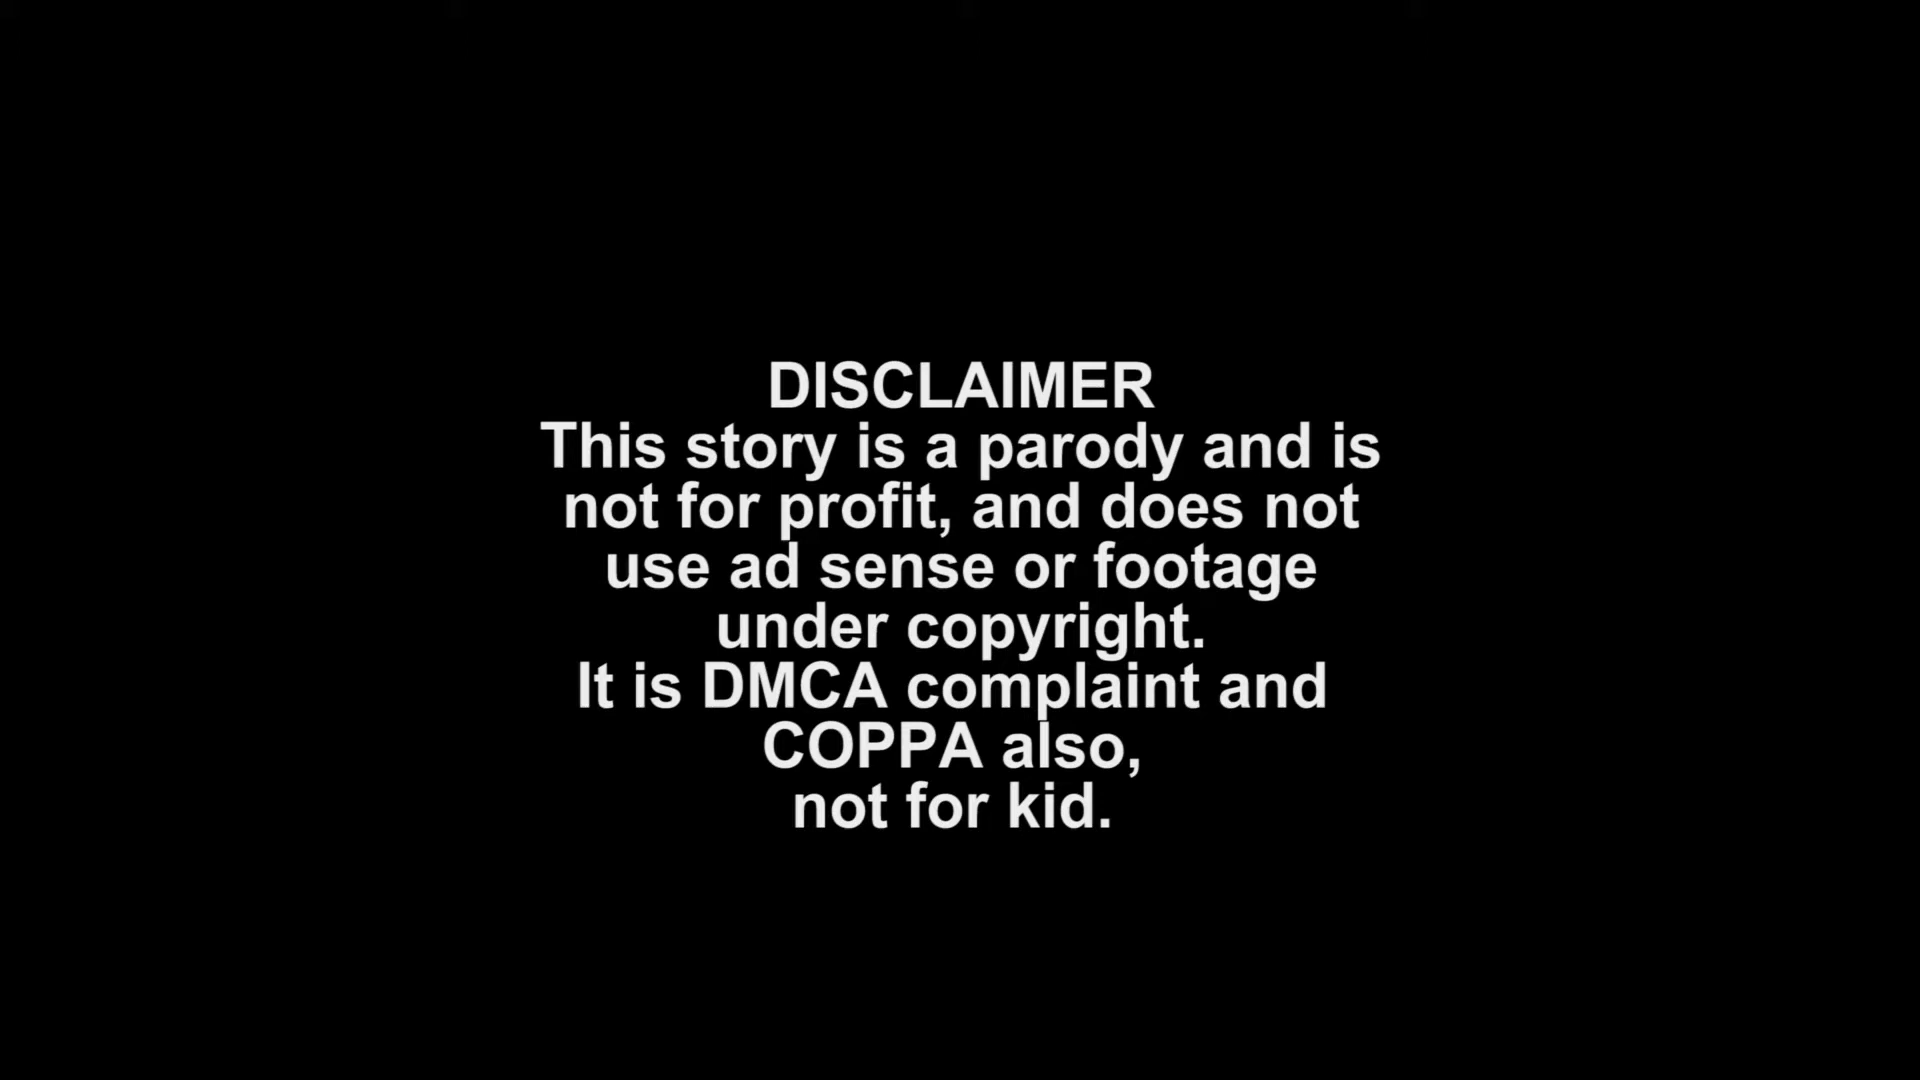 DISCLAIMER
This story is a parody and is
not for profit, and does not
use ad sense or footage
under copyright.
It is DMCA complaint and
COPPA also,
not for kid.